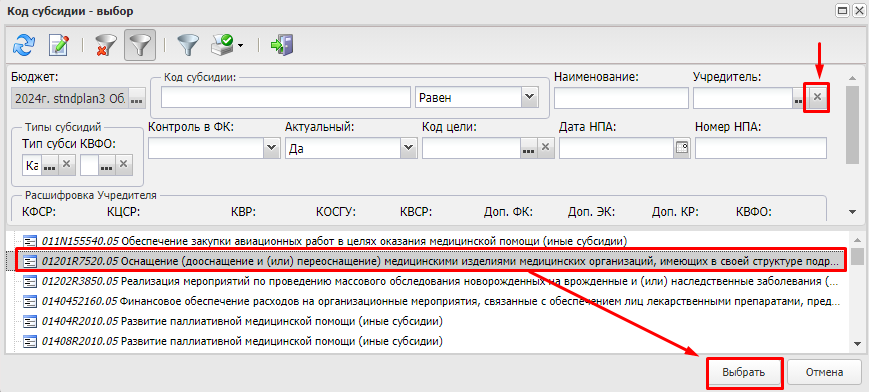 Код субсидии - выбор
Бюджет:
Код субсидии:
Наименование:
Учредитель:
2024г. stndplan3 Об.
...
Равен
...
Типы субсидий
Контроль в ФК:
Актуальный:
Код цели:
Дата НПА:
Номер НПА:
Тип субси КВФО:
Да
...
Ка
...
...
Расшифровка Учредителя
КФСР:
КЦСР:
КВР:
КОСГУ:
КВСР:
Доп. ФК:
Доп. ЭК:
Доп. КР:
КВФО:
011N155540.05 Обеспечение закупки авиационных работ в целях оказания медицинской помощи (иные субсидии)
01201R7520.05 Оснащение (дооснащение и (или) переоснащение) медицинскими изделиями медицинских организаций, имеющих в своей структуре подр...
01202R3850.05 Реализация мероприятий по проведению массового обследования новорожденных на врожденные и (или) наследственные заболевания (...
0140452160.05 Финансовое обеспечение расходов на организационные мероприятия, связанные с обеспечением лиц лекарственными препаратами, пред...
01404R2010.05 Развитие паллиативной медицинской помощи (иные субсидии)
01408R2010.05 Развитие паллиативной медицинской помощи (иные субсидии)
Выбрать
Отмена